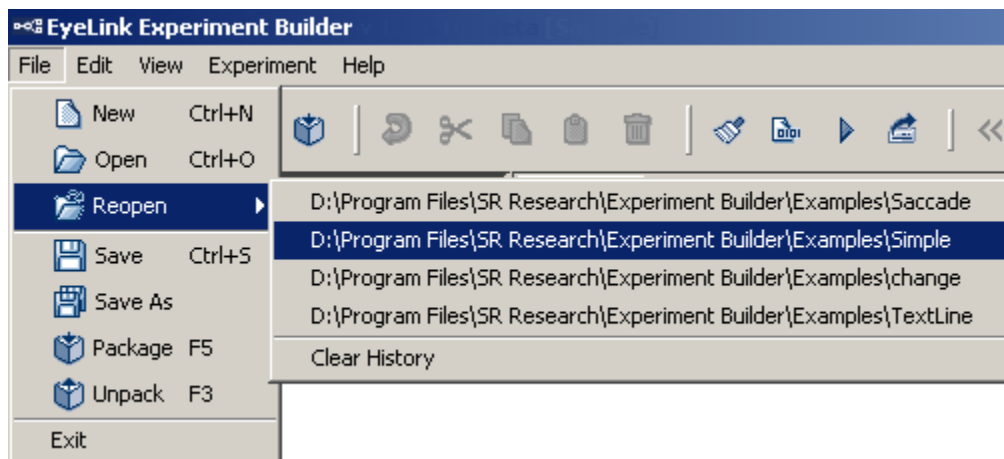 EyeLink Experiment Builder
File Edit View Experiment Help
New Ctrl+N
Open Ctrl+O
Reopen
D:\Program Files\SR Research\Experiment Builder\Examples\Saccade
D:\Program Files\SR Research\Experiment Builder\Examples\Simple
D:\Program Files\SR Research\Experiment Builder\Examples\change
D:\Program Files\SR Research\Experiment Builder\Examples\TextLine
Clear History
Save Ctrl+S
Save As
Package F5
Unpack F3
Exit